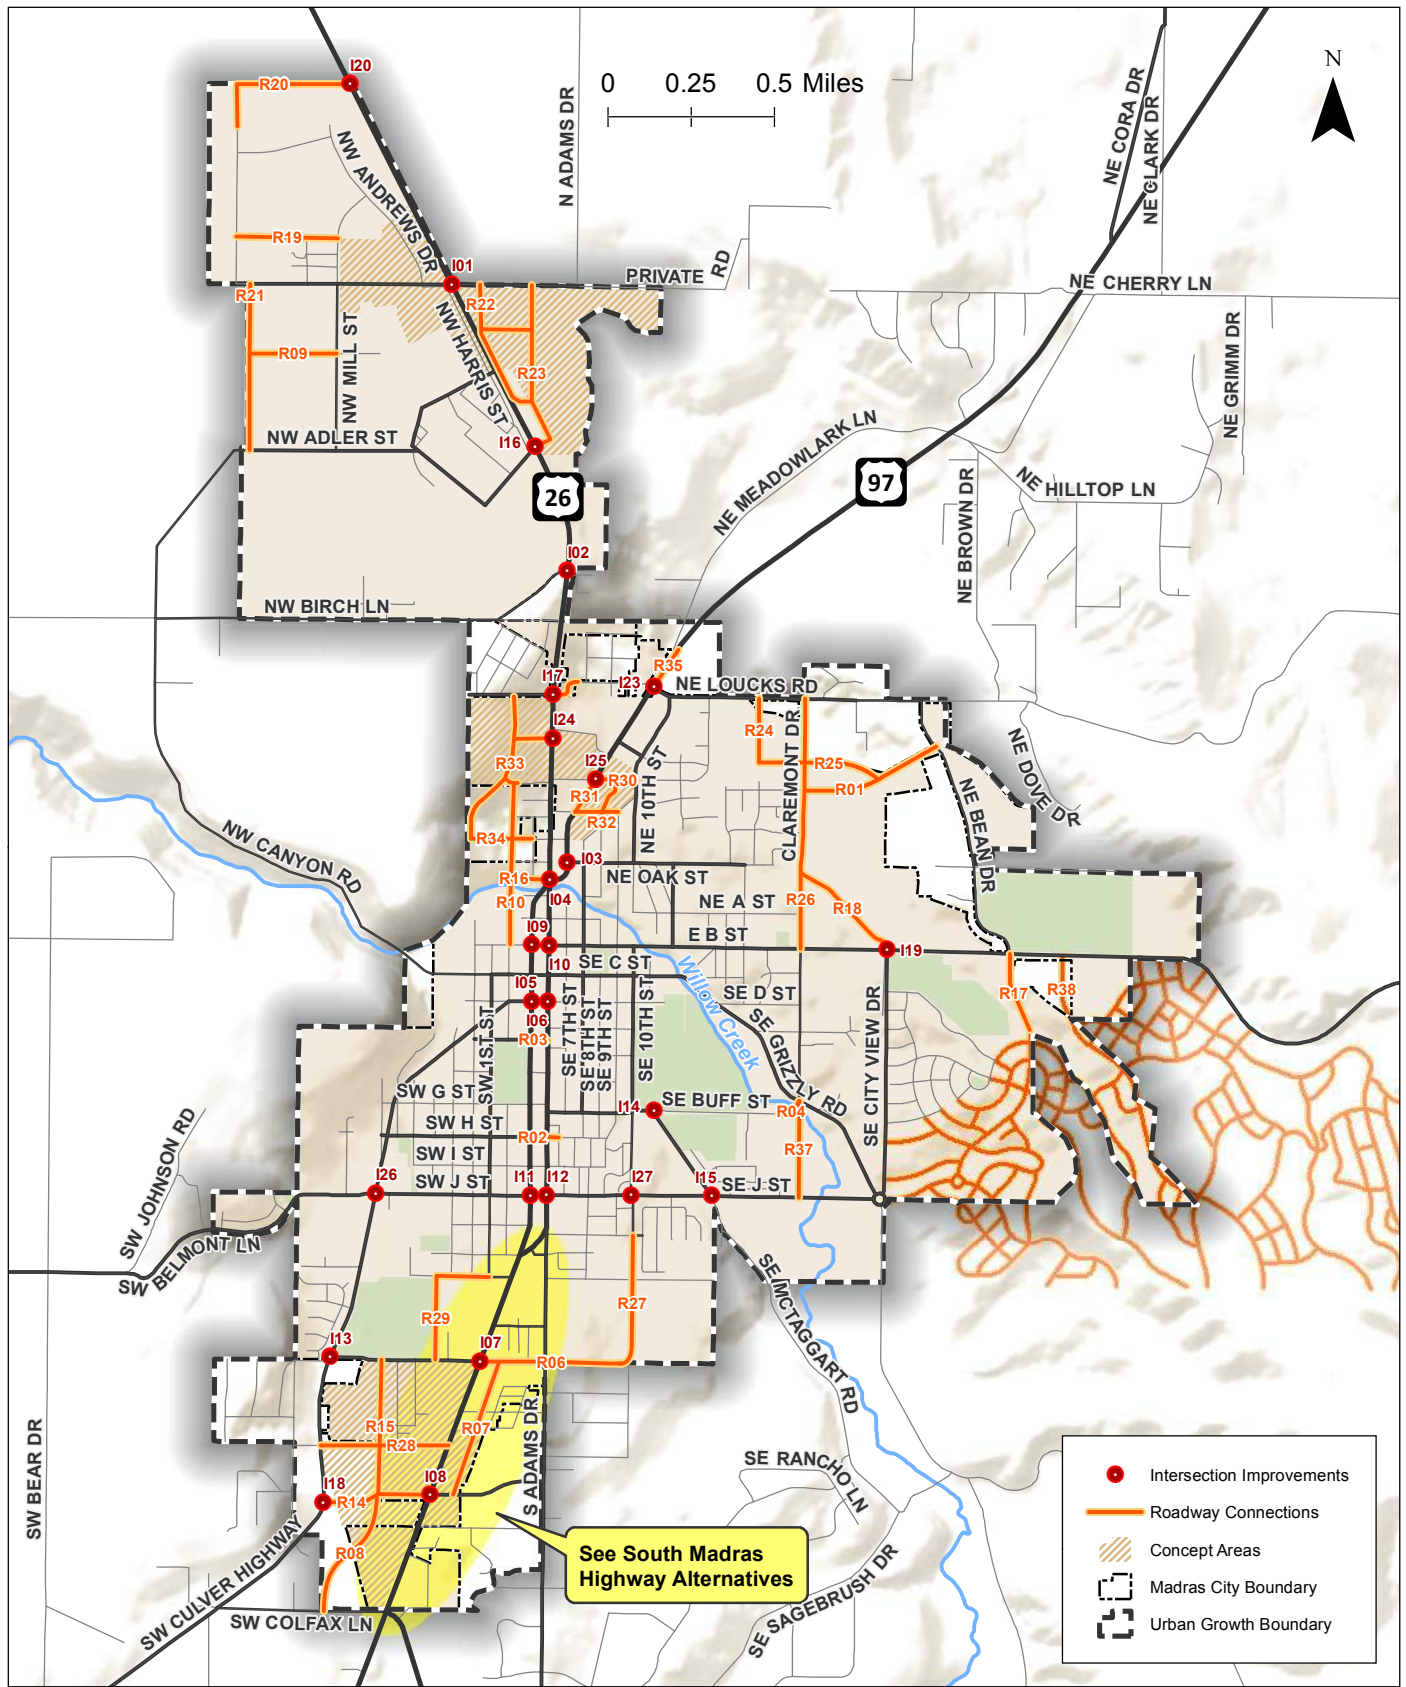 N
0 0.25 0.5 Miles
I20
R20
NW ANDREWS DR
N ADAMS DR
NE CORA DR
NE CLARK DR
R19
I01
PRIVATE RD
NE CHERRY LN
R21
R22
NW MILL ST
NW HARRIS ST
R09
R23
NE GRIMM DR
NW ADLER ST
I16
NE MEADOWLARK LN
97
26
NE BROWN DR
NE HILLTOP LN
I02
NW BIRCH LN
R35
I17
I23
NE LOUCKS RD
I24
R24
CLAREMONT DR
NE DOVE DR
R33
I25
R30
NE 10TH ST
R25
R01
R31
R32
NE BEAN DR
R34
NW CANYON RD
I03
NE OAK ST
R16
I04
R10
NE A ST
R26
R18
I09
E B ST
I19
I10
SE C ST
Willow Creek
I05
SE D ST
R17
R38
I06
SW 1ST ST
R03
SE 7TH ST
SE 8TH ST
SE 9TH ST
SE 10TH ST
SE GRIZZLY RD
SE CITY VIEW DR
SW G ST
I14
SE BUFF ST
R04
SW H ST
R02
SW JOHNSON RD
SW I ST
R37
I26
SW J ST
I11
I12
I27
I15
SE J ST
SW BELMONT LN
SE MCTAGGART RD
R29
R27
I13
I07
R06
R15
R07
R28
S ADAMS DR
SW BEAR DR
I18
R14
I08
SE RANCHO LN
R08
SW CULVER HIGHWAY
SW COLFAX LN
See South Madras
Highway Alternatives
SE SAGEBRUSH DR
Intersection Improvements
Roadway Connections
Concept Areas
Madras City Boundary
Urban Growth Boundary